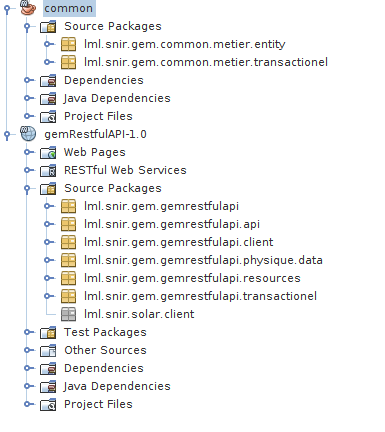 common
Source Packages
lml.snir.gem.common.metier.entity
lml.snir.gem.common.metier.transactionel
Dependencies
Java Dependencies
Project Files
gemRestfulAPI-1.0
Web Pages
RESTful Web Services
Source Packages
lml.snir.gem.gemrestfulapi
lml.snir.gem.gemrestfulapi.api
lml.snir.gem.gemrestfulapi.client
lml.snir.gem.gemrestfulapi.physique.data
lml.snir.gem.gemrestfulapi.resources
lml.snir.gem.gemrestfulapi.transactionel
lml.snir.solar.client
Test Packages
Other Sources
Dependencies
Java Dependencies
Project Files